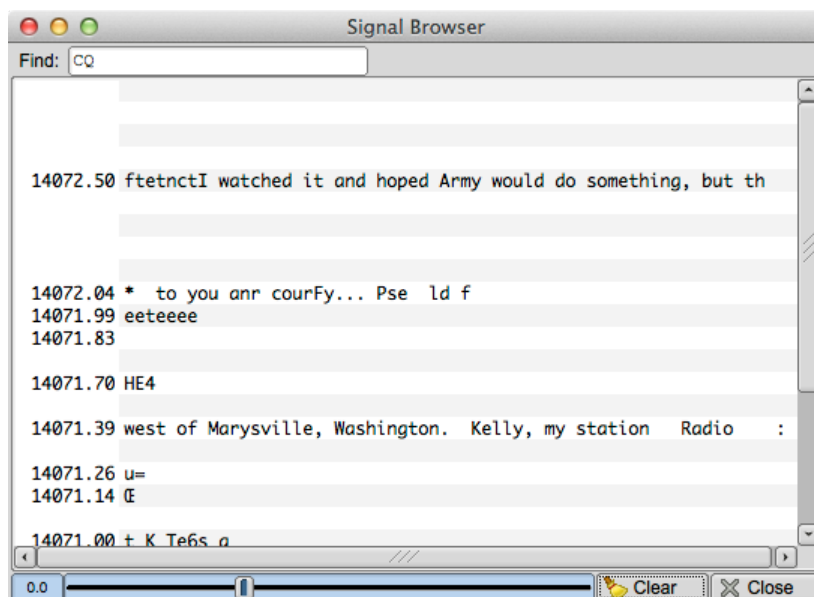 Signal Browser
Find: CQ
14072.50 ftetnctI watched it and hoped Army would do something, but th
14072.04 *  to you anr courFy... Pse  ld f
14071.99 eeteeee
14071.83
14071.70 HE4
14071.39 west of Marysville, Washington.  Kelly, my station   Radio    :
14071.26 u=
14071.14 Œ
14071.00 t K Te6s a
0.0 Clear Close